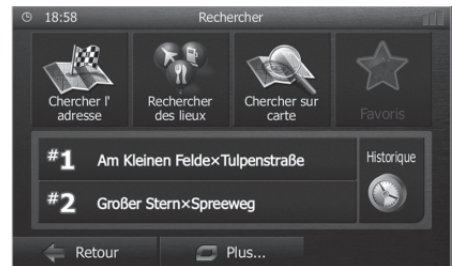 18:58
Rechercher
Chercher l'
adresse
Rechercher
des lieux
Chercher sur
carte
Favoris
#1 Am Kleinen Felde×Tulpenstraße
Historique
#2 Großer Stern×Spreeweg
Retour
Plus...